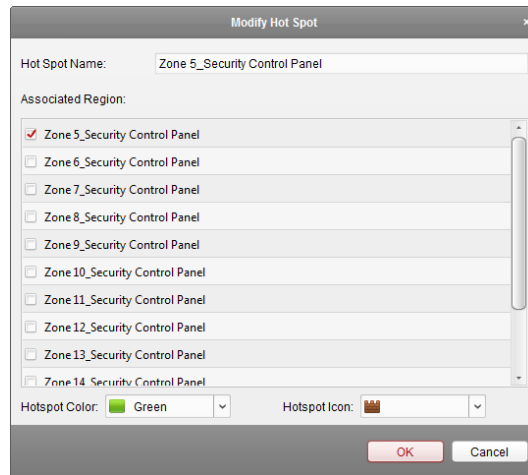 Modify Hot Spot
Hot Spot Name: Zone 5_Security Control Panel
Associated Region:
Zone 5_Security Control Panel
Zone 6_Security Control Panel
Zone 7_Security Control Panel
Zone 8_Security Control Panel
Zone 9_Security Control Panel
Zone 10_Security Control Panel
Zone 11_Security Control Panel
Zone 12_Security Control Panel
Zone 13_Security Control Panel
Zone 14_Security Control Panel
Hotspot Color: Green Hotspot Icon:
OK Cancel